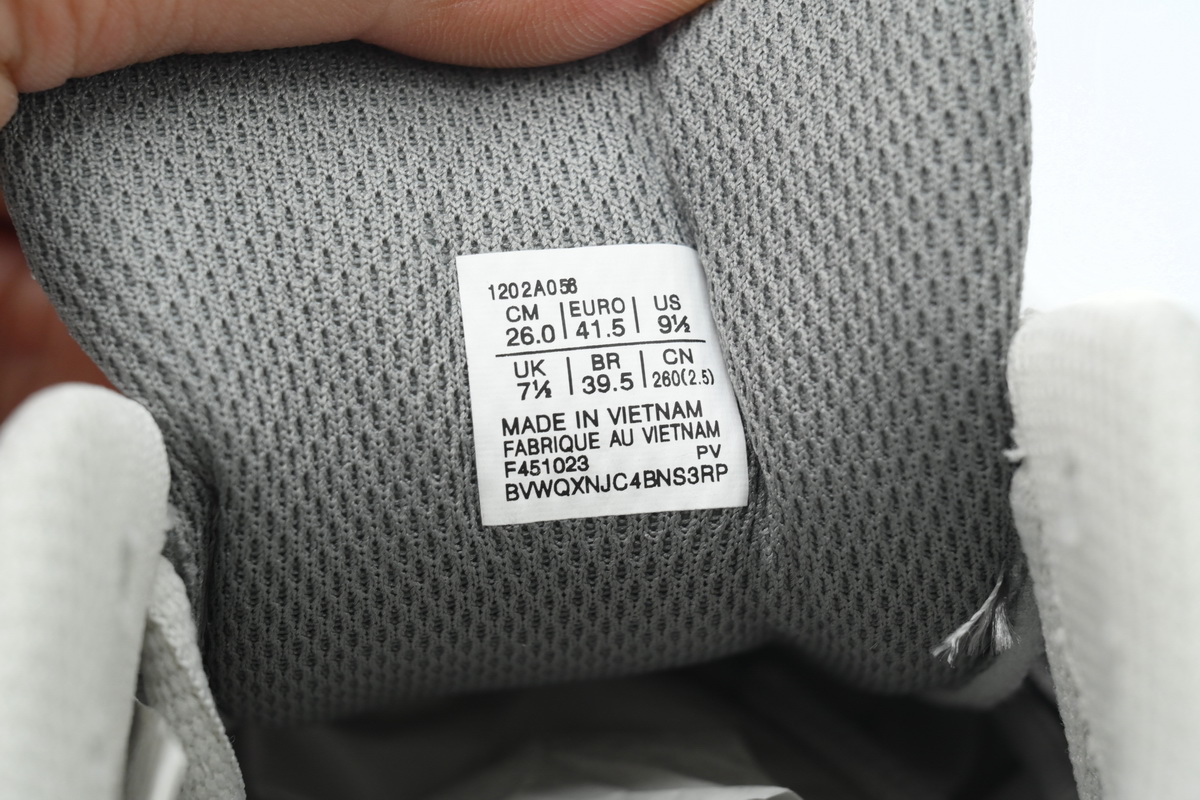 1202A056
CM | EURO | US
26.0 | 41.5 | 9½
UK | BR | CN
7½ | 39.5 | 260(2.5)
MADE IN VIETNAM
FABRIQUE AU VIETNAM
F451023 PV
BVWQXNJC4BNS3RP